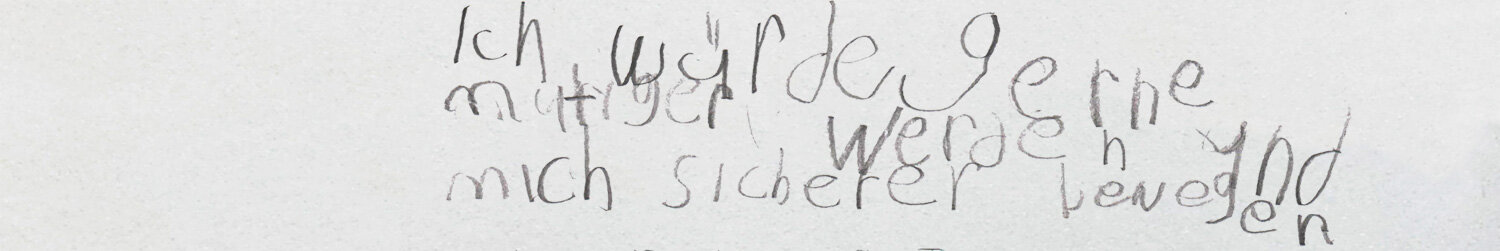 Ich würde gerne
mutiger werden und
mich sicherer bewegen